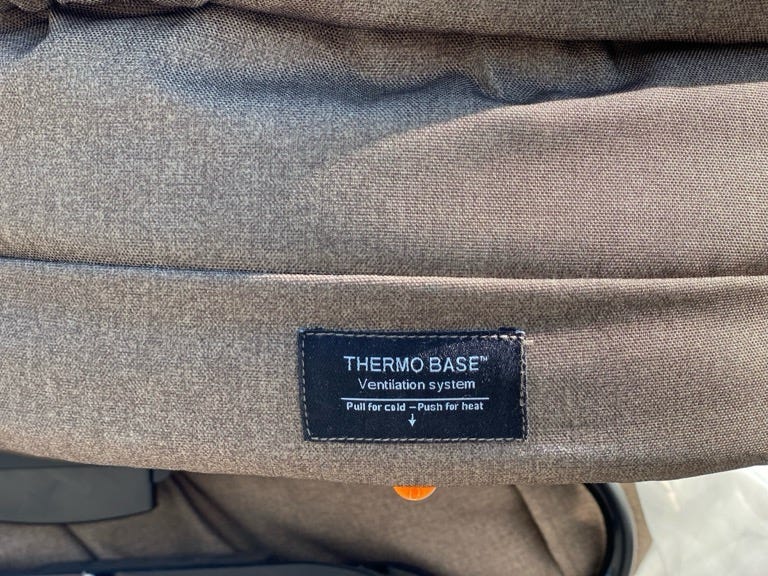 THERMO BASE™
Ventilation system
Pull for cold – Push for heat